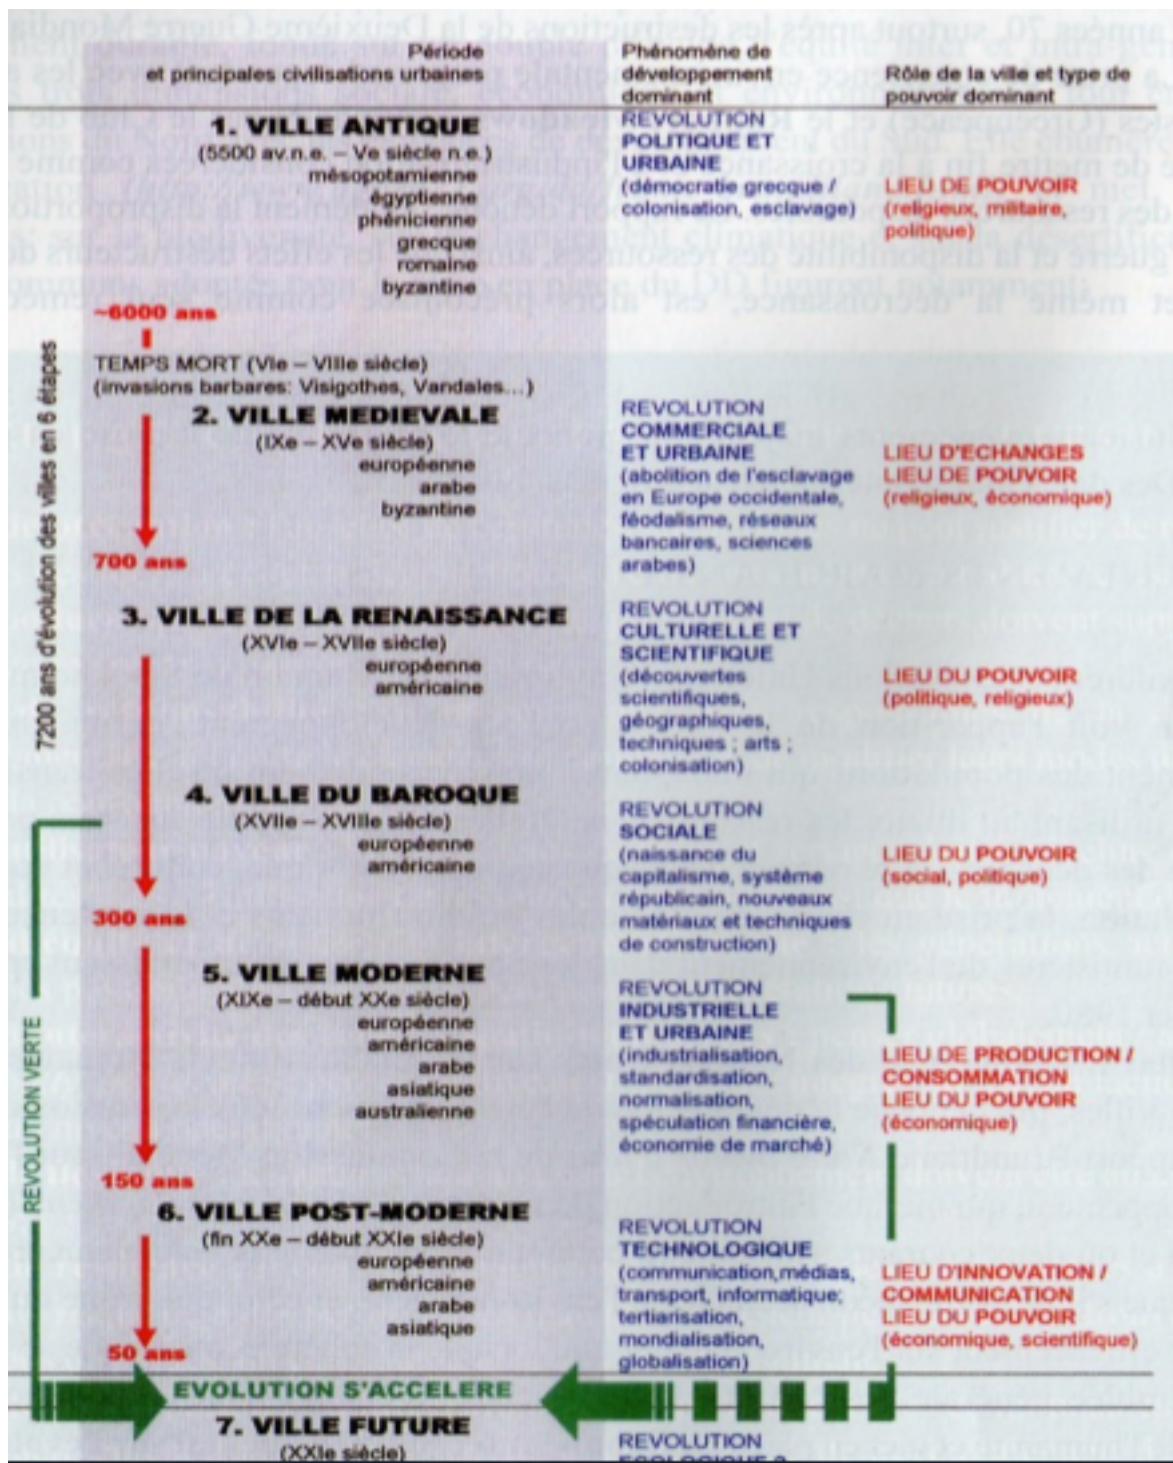 Période
et principales civilisations urbaines
Phénomène de
développement
dominant
Rôle de la ville et type de
pouvoir dominant
1. VILLE ANTIQUE
(5500 av.n.e. – Ve siècle n.e.)
mésopotamienne
égyptienne
phénicienne
grecque
romaine
byzantine
REVOLUTION
POLITIQUE ET
URBAINE
(démocratie grecque /
colonisation, esclavage)
LIEU DE POUVOIR
(religieux, militaire,
politique)
~6000 ans
TEMPS MORT (VIe – VIIIe siècle)
(invasions barbares: Visigothes, Vandales...)
7200 ans d'évolution des villes en 6 étapes
2. VILLE MEDIEVALE
(IXe – XVe siècle)
européenne
arabe
byzantine
700 ans
REVOLUTION
COMMERCIALE
ET URBAINE
(abolition de l'esclavage
en Europe occidentale,
féodalisme, réseaux
bancaires, sciences
arabes)
LIEU D'ECHANGES
LIEU DE POUVOIR
(religieux, économique)
3. VILLE DE LA RENAISSANCE
(XVIe – XVIIe siècle)
européenne
américaine
REVOLUTION
CULTURELLE ET
SCIENTIFIQUE
(découvertes
scientifiques,
géographiques,
techniques ; arts ;
colonisation)
LIEU DU POUVOIR
(politique, religieux)
4. VILLE DU BAROQUE
(XVIIe – XVIIIe siècle)
européenne
américaine
300 ans
REVOLUTION
SOCIALE
(naissance du
capitalisme, système
républicain, nouveaux
matériaux et techniques
de construction)
LIEU DU POUVOIR
(social, politique)
5. VILLE MODERNE
(XIXe – début XXe siècle)
européenne
américaine
arabe
asiatique
australienne
150 ans
REVOLUTION
INDUSTRIELLE
ET URBAINE
(industrialisation,
standardisation,
normalisation,
spéculation financière,
économie de marché)
LIEU DE PRODUCTION /
CONSOMMATION
LIEU DU POUVOIR
(économique)
REVOLUTION VERTE
6. VILLE POST-MODERNE
(fin XXe – début XXIe siècle)
européenne
américaine
arabe
asiatique
50 ans
REVOLUTION
TECHNOLOGIQUE
(communication,médias,
transport, informatique;
tertiarisation,
mondialisation,
globalisation)
LIEU D'INNOVATION /
COMMUNICATION
LIEU DU POUVOIR
(économique, scientifique)
EVOLUTION S'ACCELERE
7. VILLE FUTURE
(XXIe siècle)
REVOLUTION